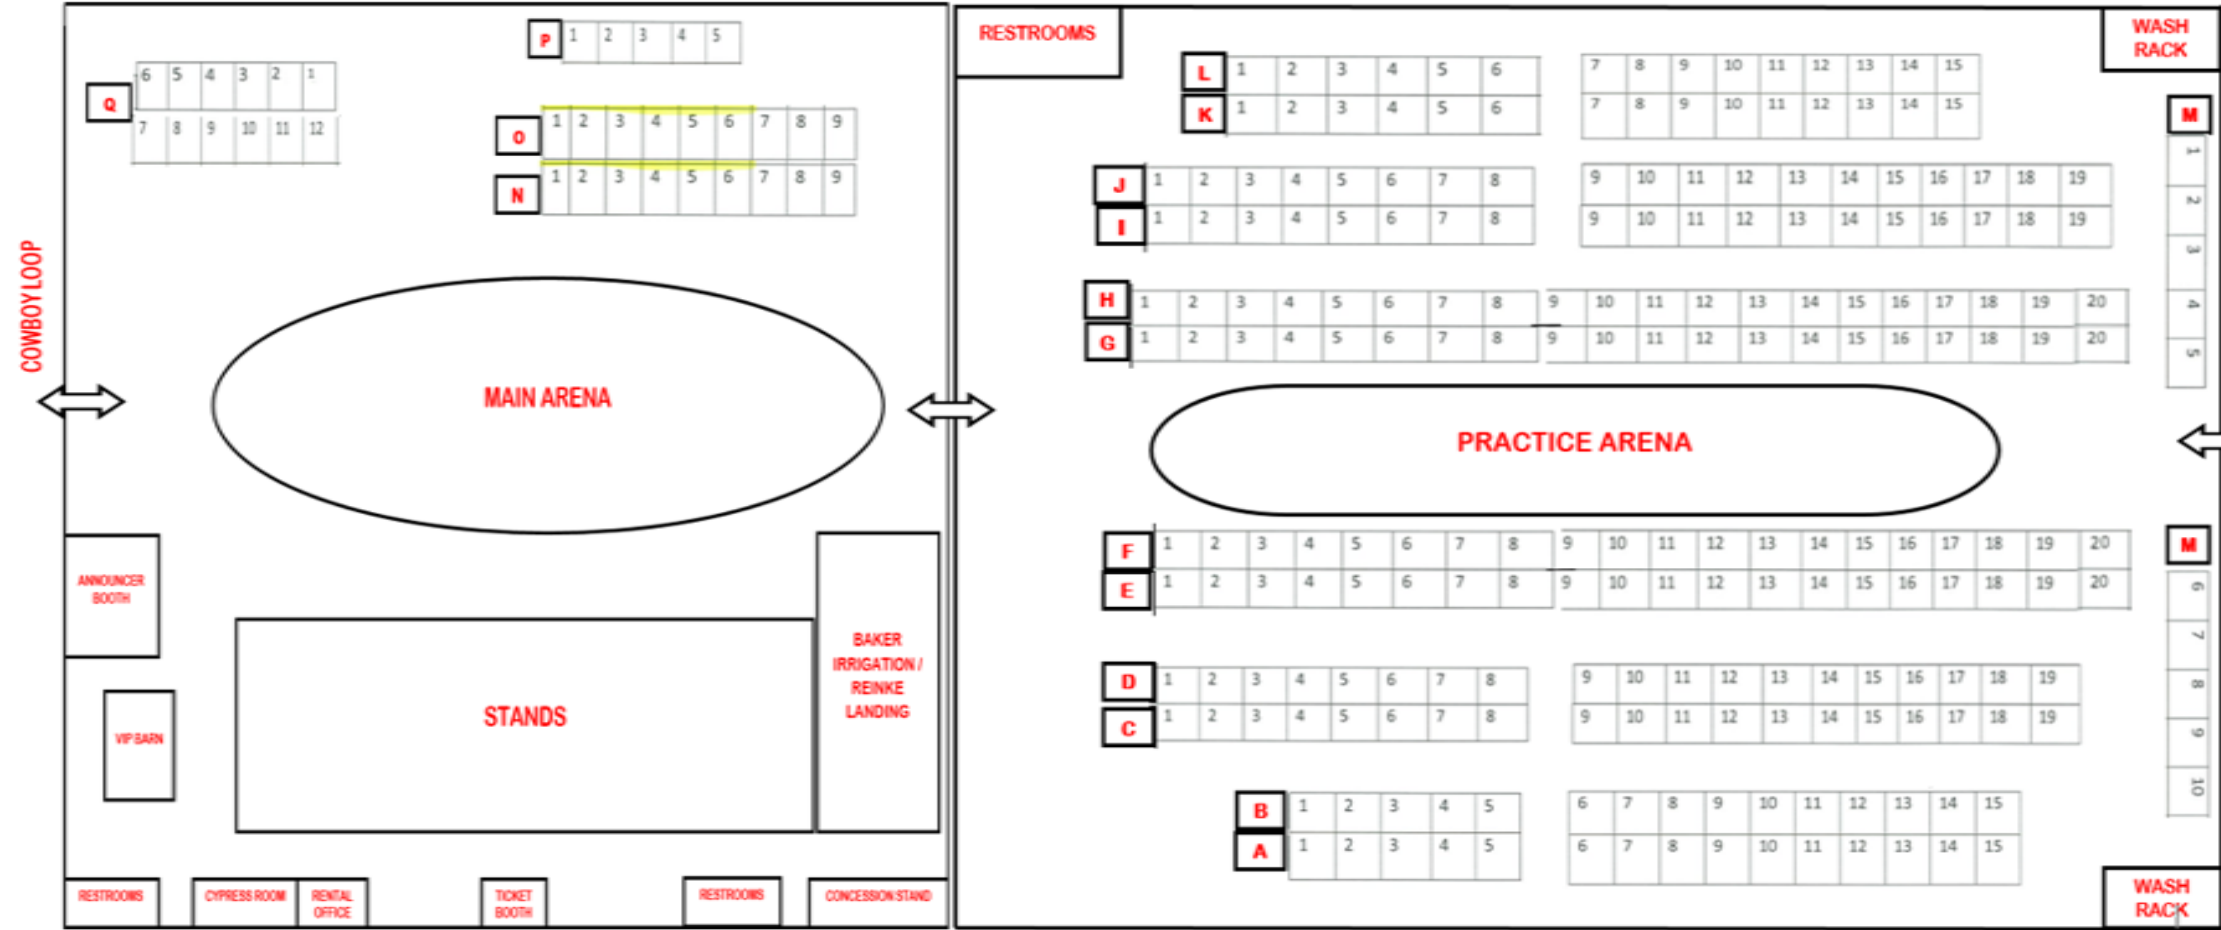 COWBOY LOOP
P 1 2 3 4 5
Q 6 5 4 3 2 1
7 8 9 10 11 12
O 1 2 3 4 5 6 7 8 9
N 1 2 3 4 5 6 7 8 9
MAIN ARENA
ANNOUNCER
BOOTH
VIP BARN
STANDS
BAKER
IRRIGATION /
REINKE
LANDING
RESTROOMS
CYPRESS ROOM
RENTAL
OFFICE
TICKET
BOOTH
RESTROOMS
CONCESSION STAND
RESTROOMS
WASH
RACK
L 1 2 3 4 5 6 7 8 9 10 11 12 13 14 15
K 1 2 3 4 5 6 7 8 9 10 11 12 13 14 15
J 1 2 3 4 5 6 7 8 9 10 11 12 13 14 15 16 17 18 19
I 1 2 3 4 5 6 7 8 9 10 11 12 13 14 15 16 17 18 19
H 1 2 3 4 5 6 7 8 9 10 11 12 13 14 15 16 17 18 19 20
G 1 2 3 4 5 6 7 8 9 10 11 12 13 14 15 16 17 18 19 20
M
1
2
3
4
5
PRACTICE ARENA
F 1 2 3 4 5 6 7 8 9 10 11 12 13 14 15 16 17 18 19 20
E 1 2 3 4 5 6 7 8 9 10 11 12 13 14 15 16 17 18 19 20
D 1 2 3 4 5 6 7 8 9 10 11 12 13 14 15 16 17 18 19
C 1 2 3 4 5 6 7 8 9 10 11 12 13 14 15 16 17 18 19
B 1 2 3 4 5 6 7 8 9 10 11 12 13 14 15
A 1 2 3 4 5 6 7 8 9 10 11 12 13 14 15
M
6
7
8
9
10
WASH
RACK